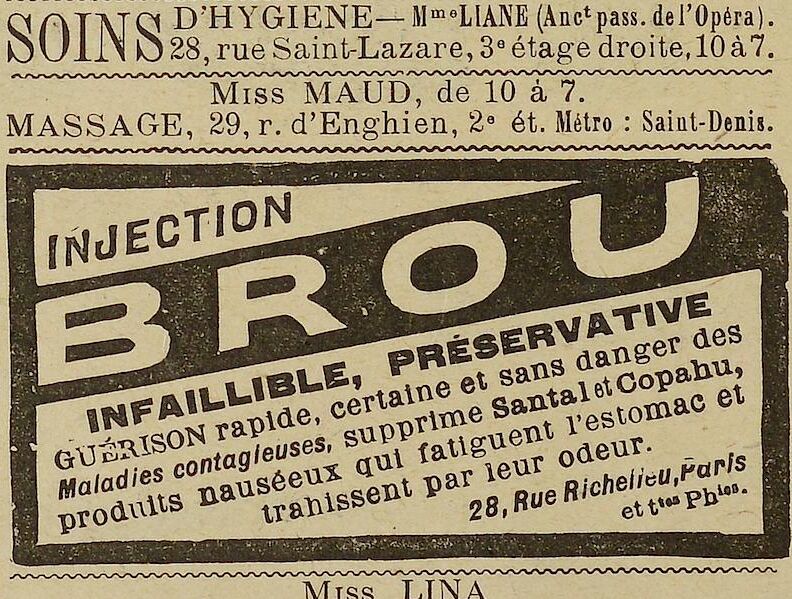 SOINS D'HYGIENE — Mme LIANE (Anct pass. de l'Opéra).
28, rue Saint-Lazare, 3e étage droite, 10 à 7.
Miss MAUD, de 10 à 7.
MASSAGE, 29, r. d'Enghien, 2e ét. Métro : Saint-Denis.
INJECTION
BROU
INFAILLIBLE, PRÉSERVATIVE
GUÉRISON rapide, certaine et sans danger des
Maladies contagieuses, supprime Santal et Copahu,
produits nauséeux qui fatiguent l'estomac et
trahissent par leur odeur.
28, Rue Richelieu, Paris
et ttes Phies.
Miss LINA